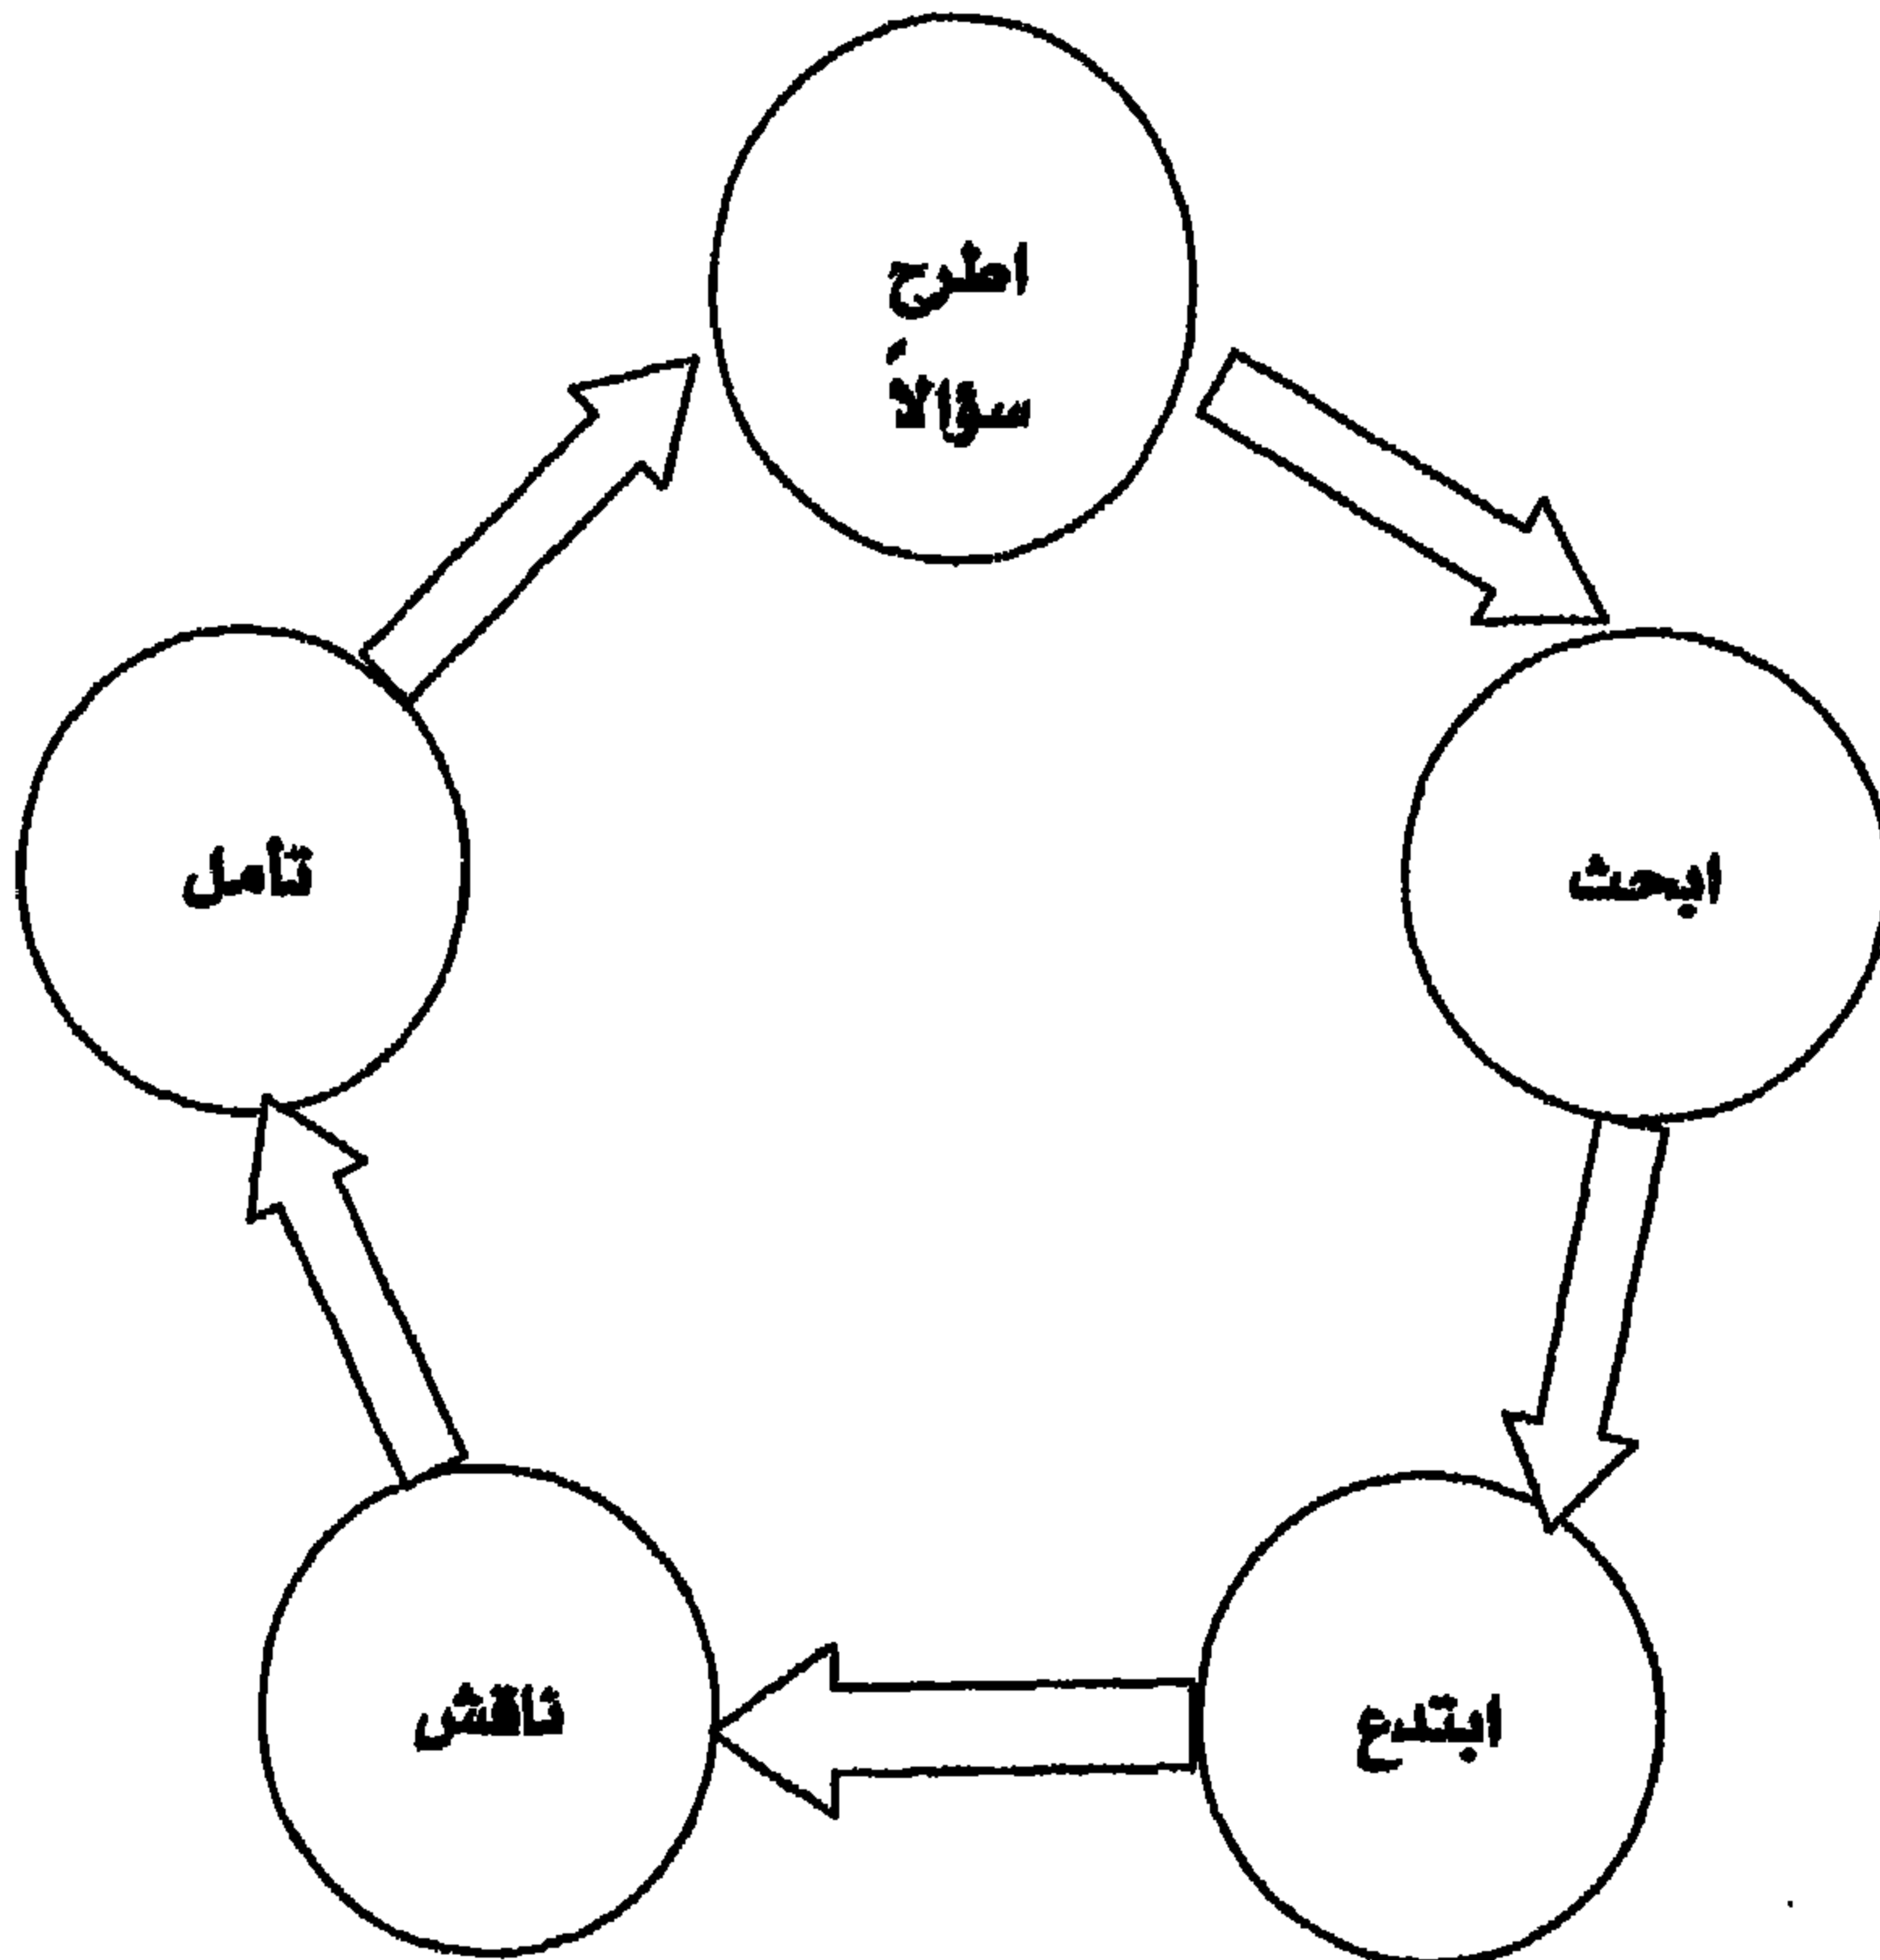 اطرح
سؤالاً
ابحث
ابتدع
ناقش
تأمل